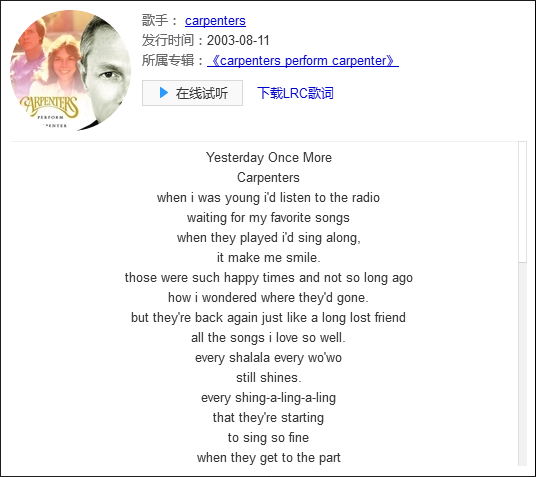 歌手： carpenters
发行时间：2003-08-11
所属专辑：《carpenters perform carpenter》
在线试听 下载LRC歌词
CARPENTERS
PERFORM
ENTER
Yesterday Once More
Carpenters
when i was young i'd listen to the radio
waiting for my favorite songs
when they played i'd sing along,
it make me smile.
those were such happy times and not so long ago
how i wondered where they'd gone.
but they're back again just like a long lost friend
all the songs i love so well.
every shalala every wo'wo
still shines.
every shing-a-ling-a-ling
that they're starting
to sing so fine
when they get to the part